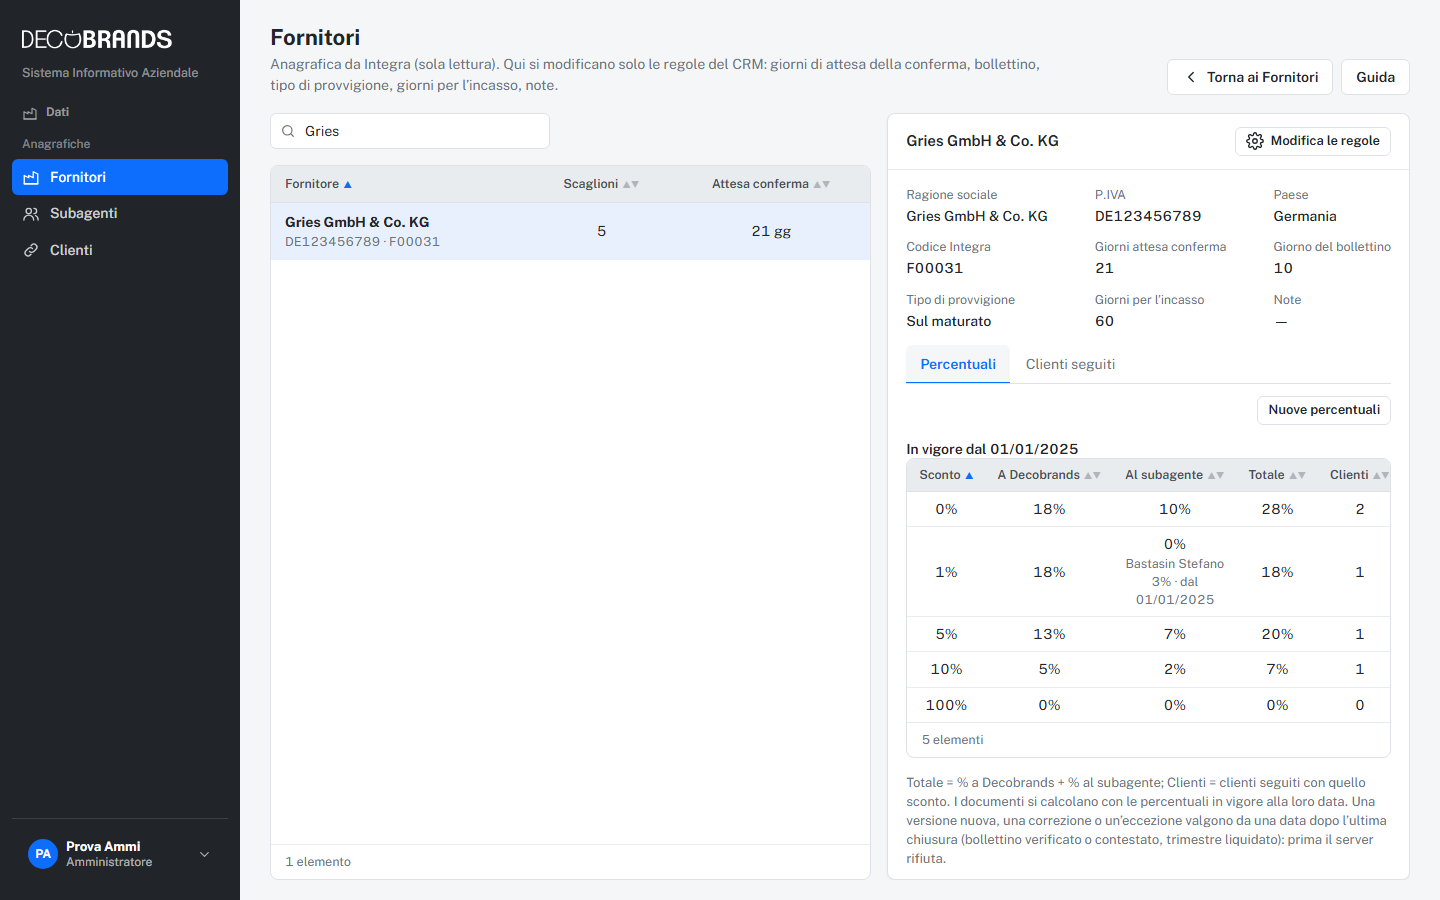 DECOBRANDS
Sistema Informativo Aziendale
Dati
Anagrafiche
Fornitori
Subagenti
Clienti
PA
Prova Ammi
Amministratore
Fornitori
Anagrafica da Integra (sola lettura). Qui si modificano solo le regole del CRM: giorni di attesa della conferma, bollettino,
tipo di provvigione, giorni per l'incasso, note.
Torna ai Fornitori
Guida
Gries
Fornitore Scaglioni Attesa conferma
Gries GmbH & Co. KG
DE123456789 · F00031
5
21 gg
1 elemento
Gries GmbH & Co. KG
Modifica le regole
Ragione sociale P.IVA Paese
Gries GmbH & Co. KG DE123456789 Germania
Codice Integra Giorni attesa conferma Giorno del bollettino
F00031 21 10
Tipo di provvigione Giorni per l'incasso Note
Sul maturato 60 —
Percentuali Clienti seguiti
Nuove percentuali
In vigore dal 01/01/2025
Sconto A Decobrands Al subagente Totale Clienti
0% 18% 10% 28% 2
1% 18% 0% 18% 1
Bastasin Stefano
3% · dal
01/01/2025
5% 13% 7% 20% 1
10% 5% 2% 7% 1
100% 0% 0% 0% 0
5 elementi
Totale = % a Decobrands + % al subagente; Clienti = clienti seguiti con quello
sconto. I documenti si calcolano con le percentuali in vigore alla loro data. Una
versione nuova, una correzione o un'eccezione valgono da una data dopo l'ultima
chiusura (bollettino verificato o contestato, trimestre liquidato): prima il server
rifiuta.